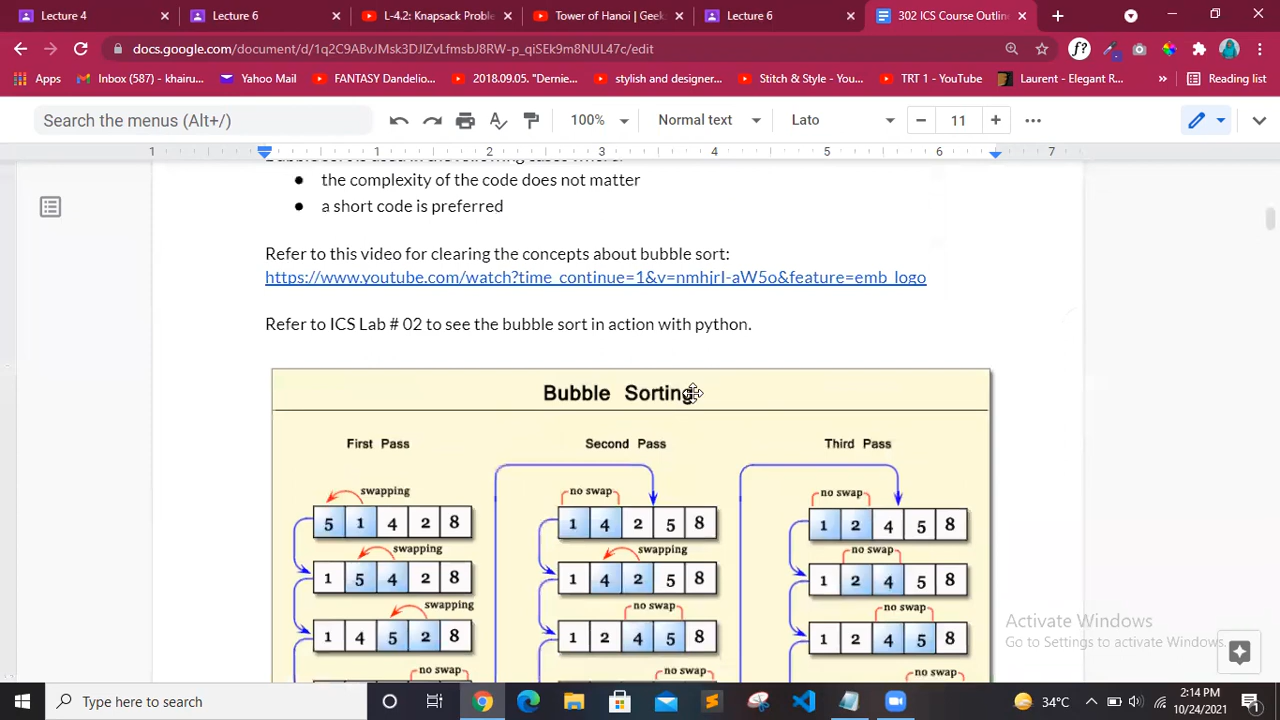 Lecture 4
Lecture 6
L-4.2: Knapsack Proble
Tower of Hanoi | Geek
Lecture 6
302 ICS Course Outlin
docs.google.com/document/d/1q2C9ABvJMsk3DJIZvLfmsbJ8RW-p_qiSEk9m8NUL47c/edit
Apps
Inbox (587) - khairu...
Yahoo Mail
FANTASY Dandelio...
2018.09.05. "Dernie...
stylish and designer...
Stitch & Style - You...
TRT 1 - YouTube
Laurent - Elegant R...
Reading list
Search the menus (Alt+/)
100%
Normal text
Lato
11
1 1 2 3 4 5 6 7
● the complexity of the code does not matter
● a short code is preferred
Refer to this video for clearing the concepts about bubble sort:
https://www.youtube.com/watch?time_continue=1&v=nmhjrI-aW5o&feature=emb_logo
Refer to ICS Lab # 02 to see the bubble sort in action with python.
Bubble Sorting
First Pass
Second Pass
Third Pass
swapping
no swap
no swap
5 1 4 2 8
1 4 2 5 8
1 2 4 5 8
swapping
swapping
no swap
1 5 4 2 8
1 4 2 5 8
1 2 4 5 8
swapping
no swap
no swap
1 4 5 2 8
1 2 4 5 8
1 2 4 5 8
no swap
no swap
Activate Windows
Go to Settings to activate Windows.
Type here to search
34°C
2:14 PM
10/24/2021